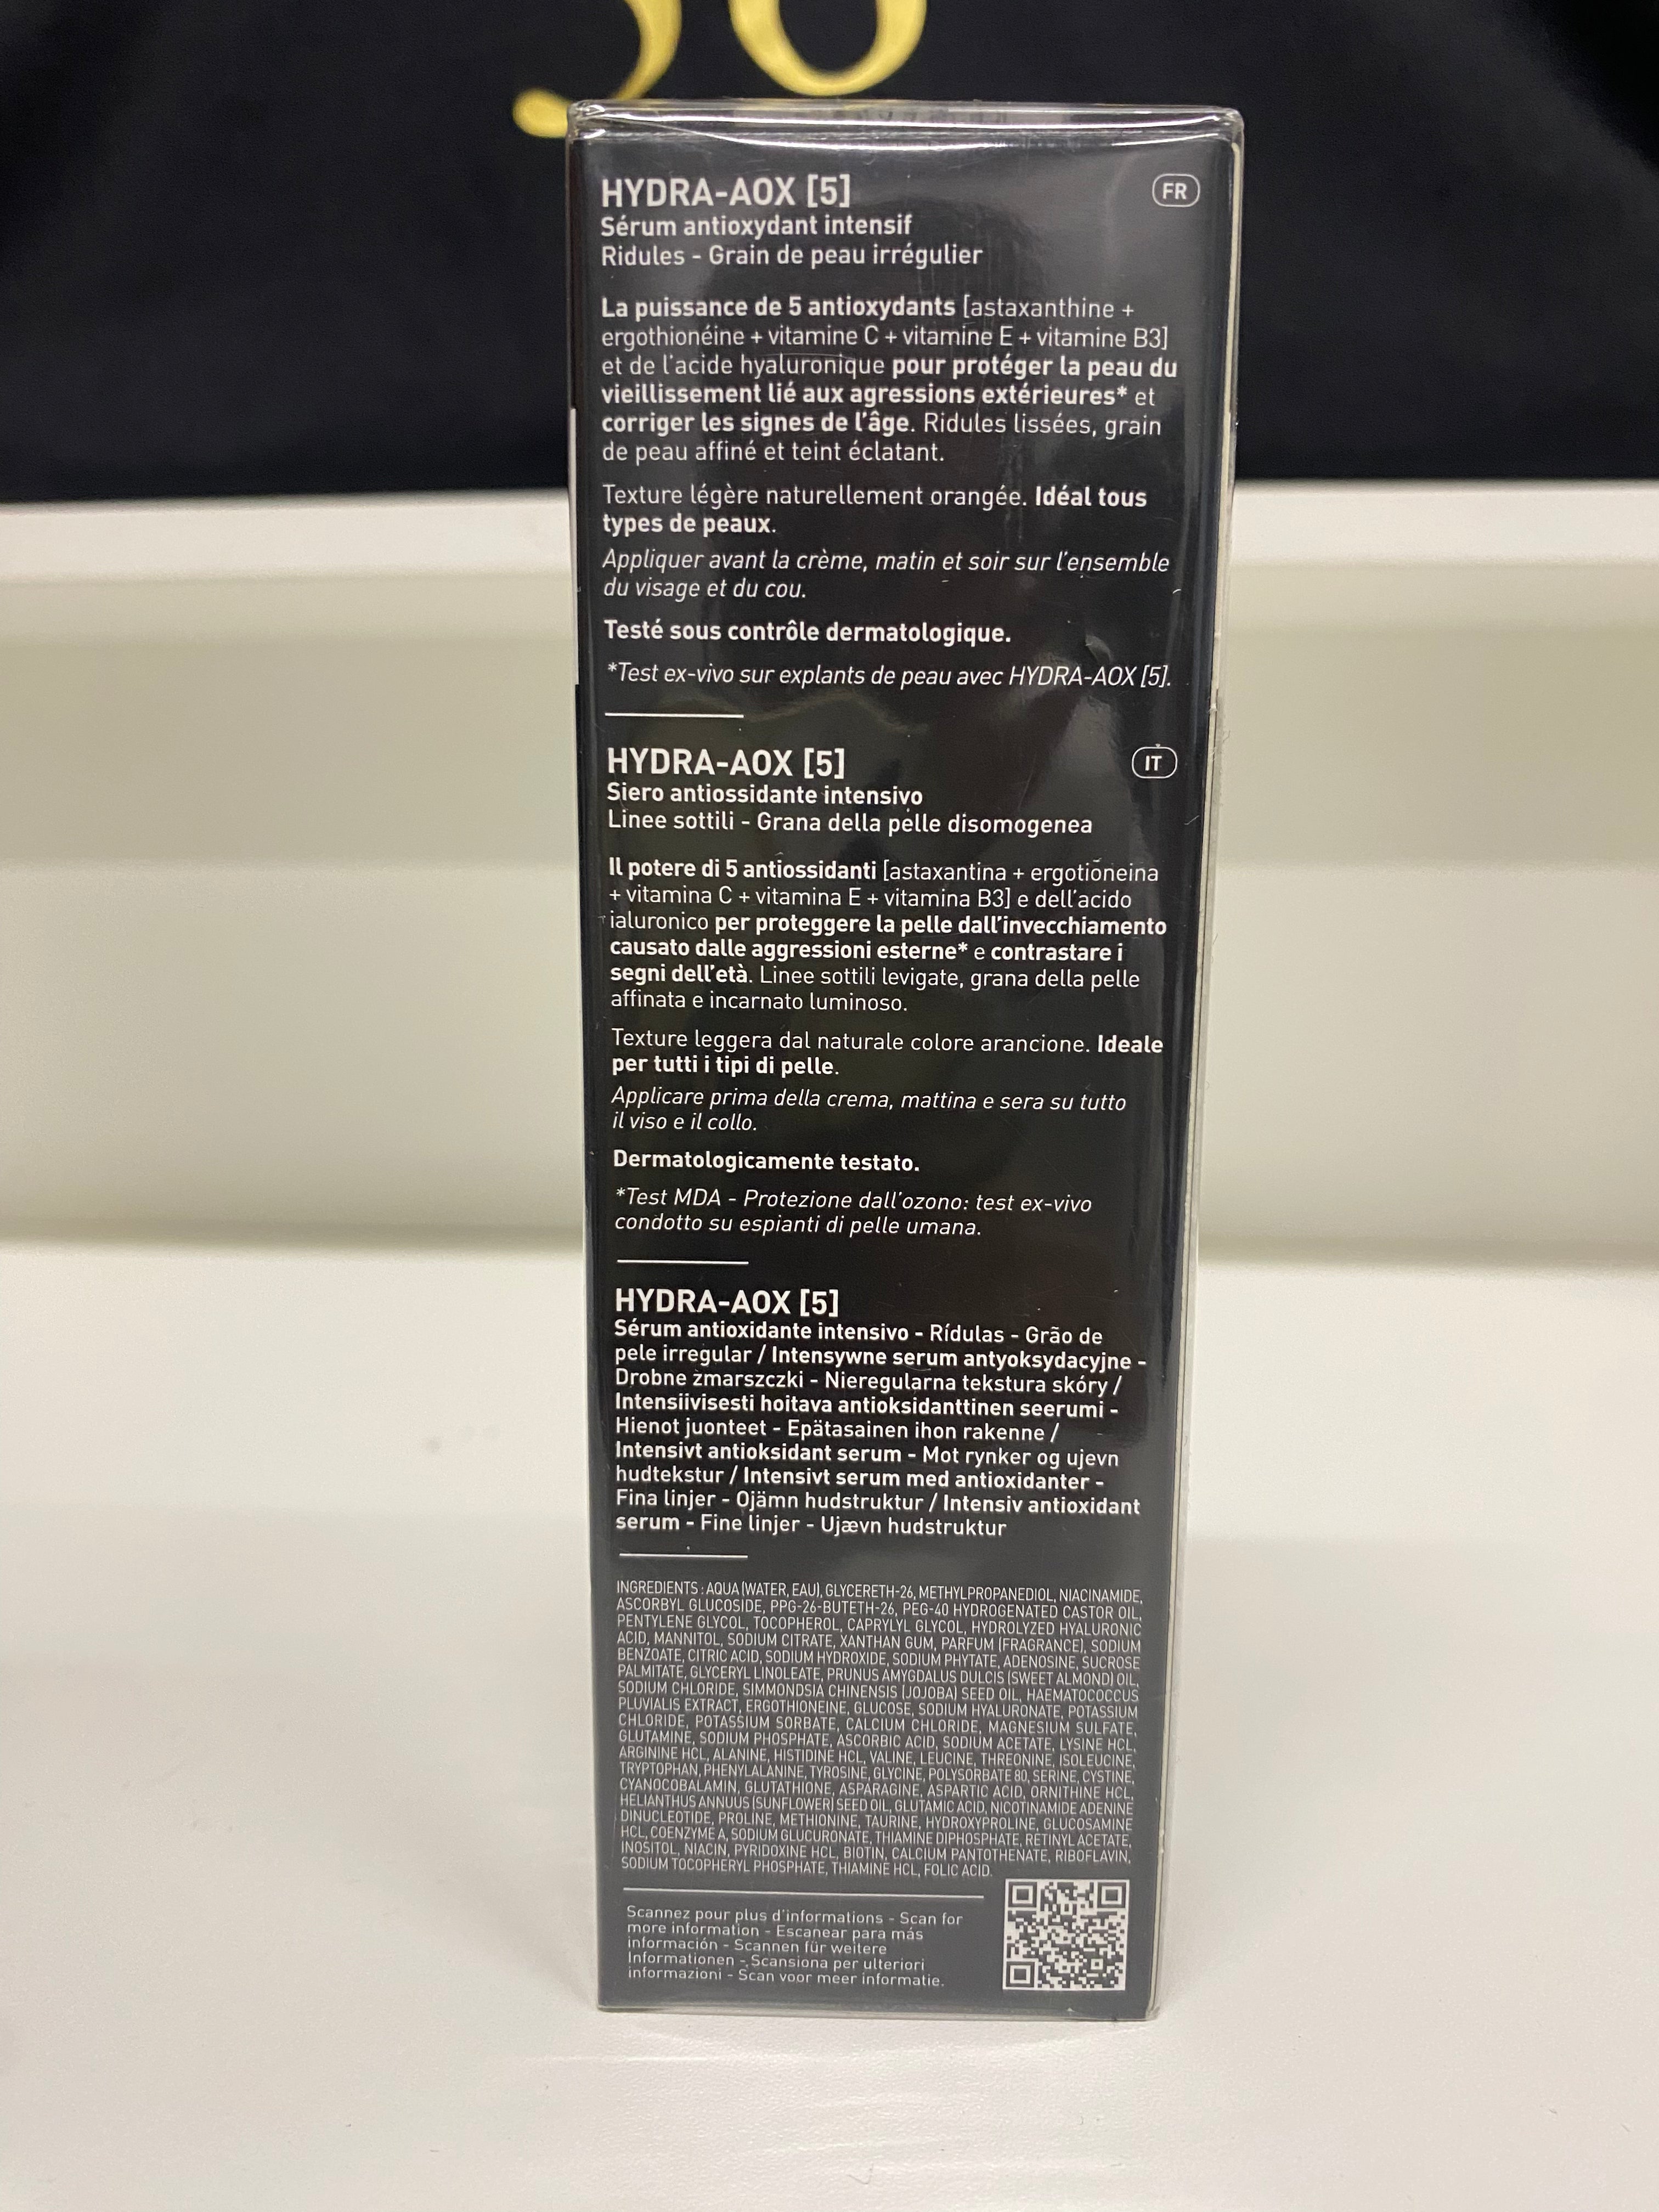 HYDRA-AOX [5]
FR
Sérum antioxydant intensif
Ridules - Grain de peau irrégulier
La puissance de 5 antioxydants [astaxanthine +
ergothionéine + vitamine C + vitamine E + vitamine B3]
et de l'acide hyaluronique pour protéger la peau du
vieillissement lié aux agressions extérieures* et
corriger les signes de l'âge. Ridules lissées, grain
de peau affiné et teint éclatant.
Texture légère naturellement orangée. Idéal tous
types de peaux.
Appliquer avant la crème, matin et soir sur l'ensemble
du visage et du cou.
Testé sous contrôle dermatologique.
*Test ex-vivo sur explants de peau avec HYDRA-AOX [5].
HYDRA-AOX [5]
IT
Siero antiossidante intensivo
Linee sottili - Grana della pelle disomogenea
Il potere di 5 antiossidanti [astaxantina + ergotioneina
+ vitamina C + vitamina E + vitamina B3] e dell'acido
ialuronico per proteggere la pelle dall'invecchiamento
causato dalle aggressioni esterne* e contrastare i
segni dell'età. Linee sottili levigate, grana della pelle
affinata e incarnato luminoso.
Texture leggera dal naturale colore arancione. Ideale
per tutti i tipi di pelle.
Applicare prima della crema, mattina e sera su tutto
il viso e il collo.
Dermatologicamente testato.
*Test MDA - Protezione dall'ozono: test ex-vivo
condotto su espianti di pelle umana.
HYDRA-AOX [5]
Sérum antioxidante intensivo - Rídulas - Grão de
pele irregular / Intensywne serum antyoksydacyjne -
Drobne zmarszczki - Nieregularna tekstura skóry /
Intensiivisesti hoitava antioksidanttinen seerumi -
Hienot juonteet - Epätasainen ihon rakenne /
Intensivt antioksidant serum - Mot rynker og ujevn
hudtekstur / Intensivt serum med antioxidanter -
Fina linjer - Ojämn hudstruktur / Intensiv antioxidant
serum - Fine linjer - Ujævn hudstruktur
INGREDIENTS : AQUA (WATER, EAU), GLYCERETH-26, METHYLPROPANEDIOL, NIACINAMIDE,
ASCORBYL GLUCOSIDE, PPG-26-BUTETH-26, PEG-40 HYDROGENATED CASTOR OIL,
PENTYLENE GLYCOL, TOCOPHEROL, CAPRYLYL GLYCOL, HYDROLYZED HYALURONIC
ACID, MANNITOL, SODIUM CITRATE, XANTHAN GUM, PARFUM (FRAGRANCE), SODIUM
BENZOATE, CITRIC ACID, SODIUM HYDROXIDE, SODIUM PHYTATE, ADENOSINE, SUCROSE
PALMITATE, GLYCERYL LINOLEATE, PRUNUS AMYGDALUS DULCIS (SWEET ALMOND) OIL,
SODIUM CHLORIDE, SIMMONDSIA CHINENSIS (JOJOBA) SEED OIL, HAEMATOCOCCUS
PLUVIALIS EXTRACT, ERGOTHIONEINE, GLUCOSE, SODIUM HYALURONATE, POTASSIUM
CHLORIDE, POTASSIUM SORBATE, CALCIUM CHLORIDE, MAGNESIUM SULFATE,
GLUTAMINE, SODIUM PHOSPHATE, ASCORBIC ACID, SODIUM ACETATE, LYSINE HCL,
ARGININE HCL, ALANINE, HISTIDINE HCL, VALINE, LEUCINE, THREONINE, ISOLEUCINE,
TRYPTOPHAN, PHENYLALANINE, TYROSINE, GLYCINE, POLYSORBATE 80, SERINE, CYSTINE,
CYANOCOBALAMIN, GLUTATHIONE, ASPARAGINE, ASPARTIC ACID, ORNITHINE HCL,
HELIANTHUS ANNUUS (SUNFLOWER) SEED OIL, GLUTAMIC ACID, NICOTINAMIDE ADENINE
DINUCLEOTIDE, PROLINE, METHIONINE, TAURINE, HYDROXYPROLINE, GLUCOSAMINE
HCL, COENZYME A, SODIUM GLUCURONATE, THIAMINE DIPHOSPHATE, RETINYL ACETATE,
INOSITOL, NIACIN, PYRIDOXINE HCL, BIOTIN, CALCIUM PANTOTHENATE, RIBOFLAVIN,
SODIUM TOCOPHERYL PHOSPHATE, THIAMINE HCL, FOLIC ACID.
Scannez pour plus d'informations - Scan for
more information - Escanear para más
información - Scannen für weitere
Informationen - Scansiona per ulteriori
informazioni - Scan voor meer informatie.